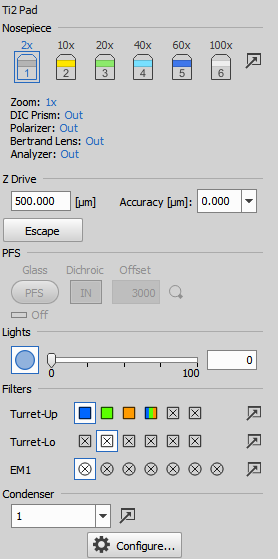 Ti2 Pad
Nosepiece
2x 10x 20x 40x 60x 100x
1 2 3 4 5 6
Zoom: 1x
DIC Prism: Out
Polarizer: Out
Bertrand Lens: Out
Analyzer: Out
Z Drive
500.000 [µm] Accuracy [µm]: 0.000
Escape
PFS
Glass Dichroic Offset
PFS IN 3000
Off
Lights
0 100 0
Filters
Turret-Up
Turret-Lo
EM1
Condenser
1
Configure...